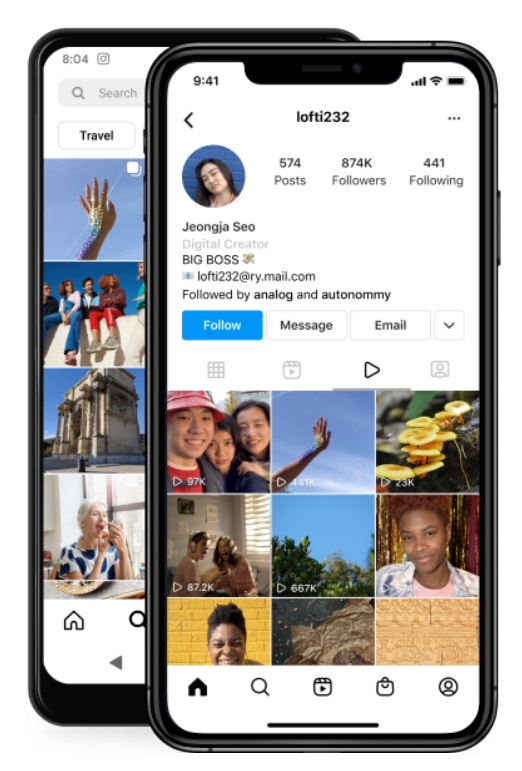 8:04
Search
Travel
9:41
lofti232
574 874K 441
Posts Followers Following
Jeongja Seo
Digital Creator
BIG BOSS
lofti232@ry.mail.com
Followed by analog and autonommy
Follow Message Email
97K 441K 23K
87.2K 667K